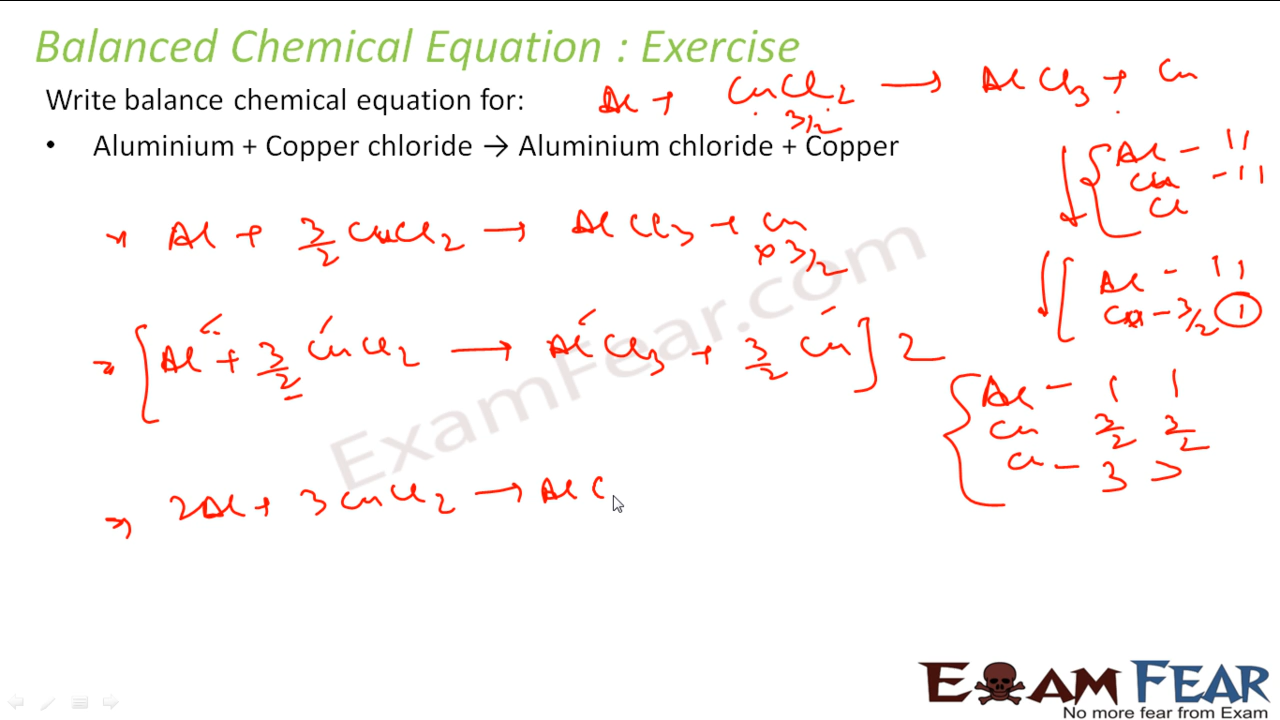 Balanced Chemical Equation : Exercise
Write balance chemical equation for:
Al + CuCl2 → AlCl3 + Cu
3/2
• Aluminium + Copper chloride → Aluminium chloride + Copper
Al - 1 1
Cu - 1 1
Cl
⇒ Al + 3/2 CuCl2 → AlCl3 + Cu
× 3/2
Al - 1 1
Cu - 3/2 1
⇒ [Al + 3/2 CuCl2 → AlCl3 + 3/2 Cu] 2
Al - 1 1
Cu 3/2 3/2
Cl - 3 3
⇒ 2Al + 3CuCl2 → AlC
ExamFear.com
EXAM FEAR
No more fear from Exam